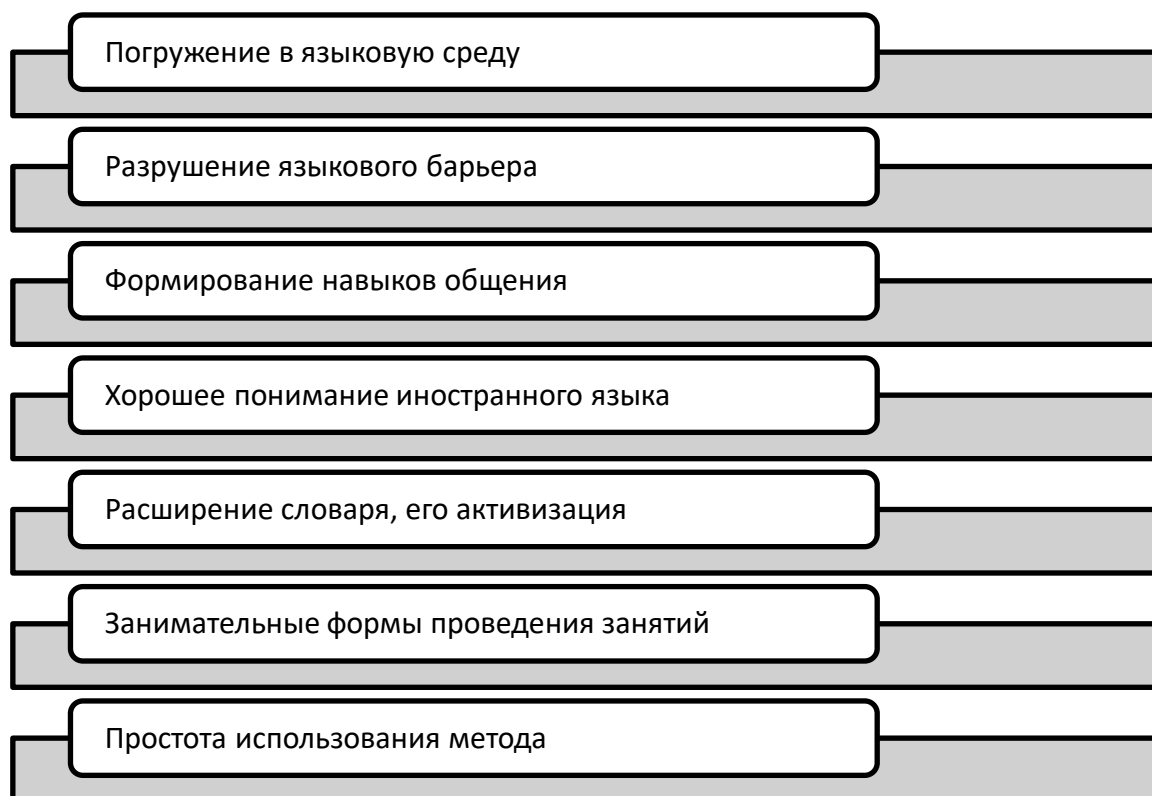 Погружение в языковую среду
Разрушение языкового барьера
Формирование навыков общения
Хорошее понимание иностранного языка
Расширение словаря, его активизация
Занимательные формы проведения занятий
Простота использования метода